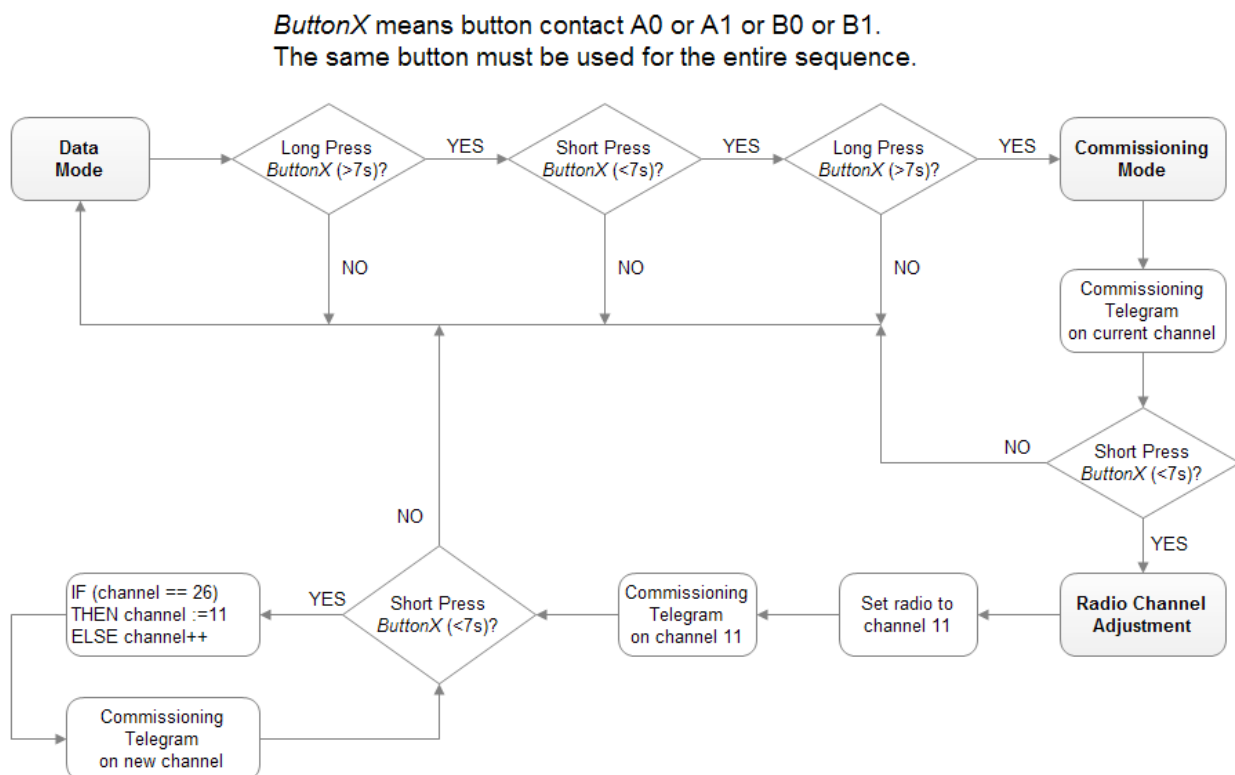 ButtonX means button contact A0 or A1 or B0 or B1.
The same button must be used for the entire sequence.
Data
Mode
Long Press
ButtonX (>7s)?
YES
Short Press
ButtonX (<7s)?
YES
Long Press
ButtonX (>7s)?
YES
Commissioning
Mode
NO
NO
NO
Commissioning
Telegram
on current channel
NO
Short Press
ButtonX (<7s)?
YES
Radio Channel
Adjustment
Set radio to
channel 11
Commissioning
Telegram
on channel 11
NO
Short Press
ButtonX (<7s)?
YES
IF (channel == 26)
THEN channel :=11
ELSE channel++
Commissioning
Telegram
on new channel